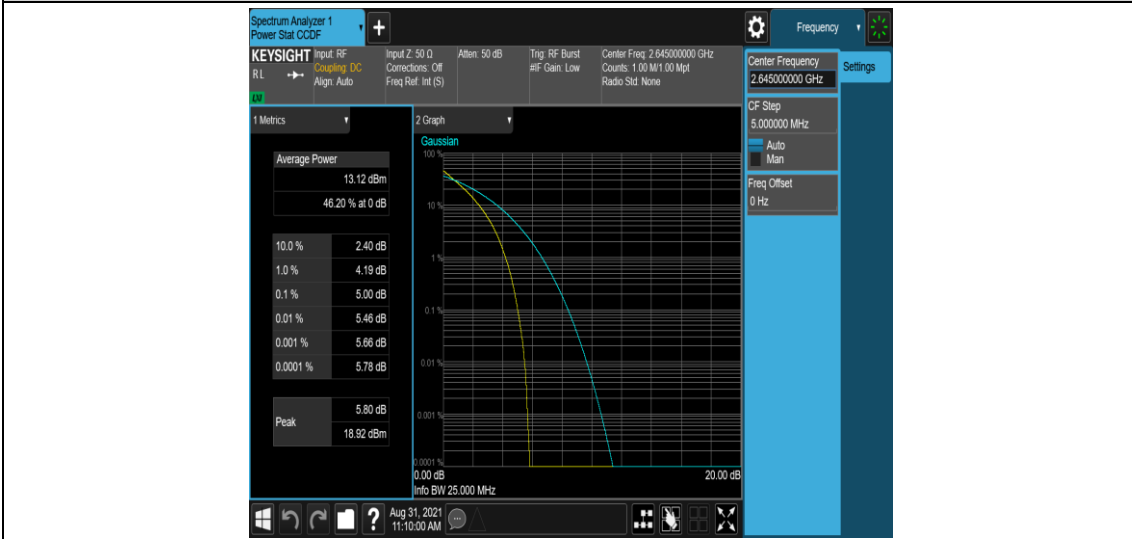 Spectrum Analyzer 1
Power Stat CCDF
+
Frequency
KEYSIGHT
RL
LM
Input: RF
Coupling: DC
Align: Auto
Input Z: 50 Ω
Corrections: Off
Freq Ref: Int (S)
Atten: 50 dB
Trig: RF Burst
#IF Gain: Low
Center Freq: 2.645000000 GHz
Counts: 1.00 M/1.00 Mpt
Radio Std: None
Center Frequency
2.645000000 GHz
Settings
CF Step
5.000000 MHz
Auto
Man
Freq Offset
0 Hz
1 Metrics
Average Power
13.12 dBm
46.20 % at 0 dB
10.0 % 2.40 dB
1.0 % 4.19 dB
0.1 % 5.00 dB
0.01 % 5.46 dB
0.001 % 5.66 dB
0.0001 % 5.78 dB
Peak
5.80 dB
18.92 dBm
2 Graph
Gaussian
100 %
10 %
1 %
0.1 %
0.01 %
0.001 %
0.0001 %
0.00 dB 20.00 dB
Info BW 25.000 MHz
?
Aug 31, 2021
11:10:00 AM